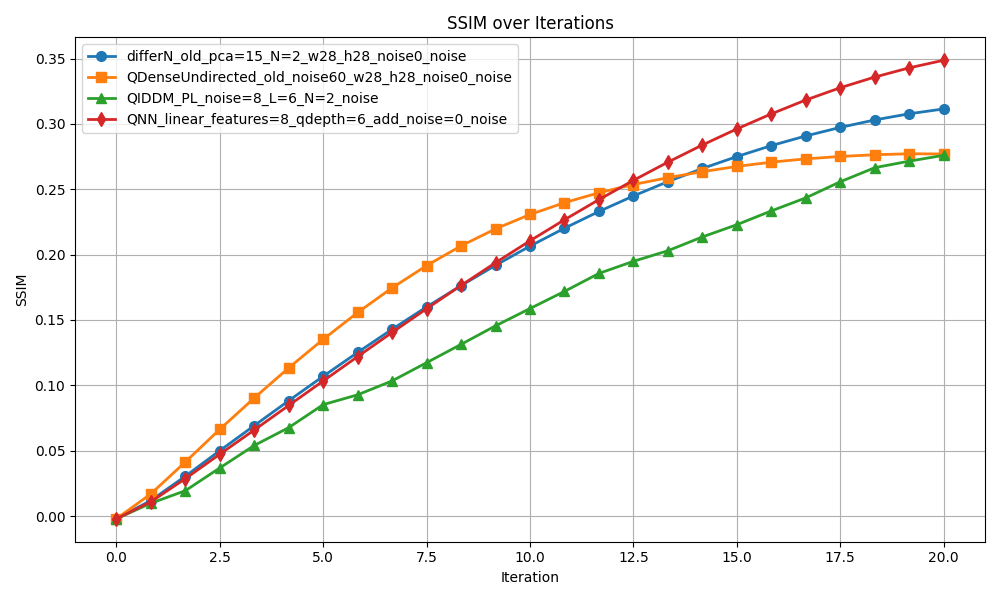 SSIM over Iterations
differN_old_pca=15_N=2_w28_h28_noise0_noise
QDenseUndirected_old_noise60_w28_h28_noise0_noise
QIDDM_PL_noise=8_L=6_N=2_noise
QNN_linear_features=8_qdepth=6_add_noise=0_noise
SSIM
0.35
0.30
0.25
0.20
0.15
0.10
0.05
0.00
0.0 2.5 5.0 7.5 10.0 12.5 15.0 17.5 20.0
Iteration